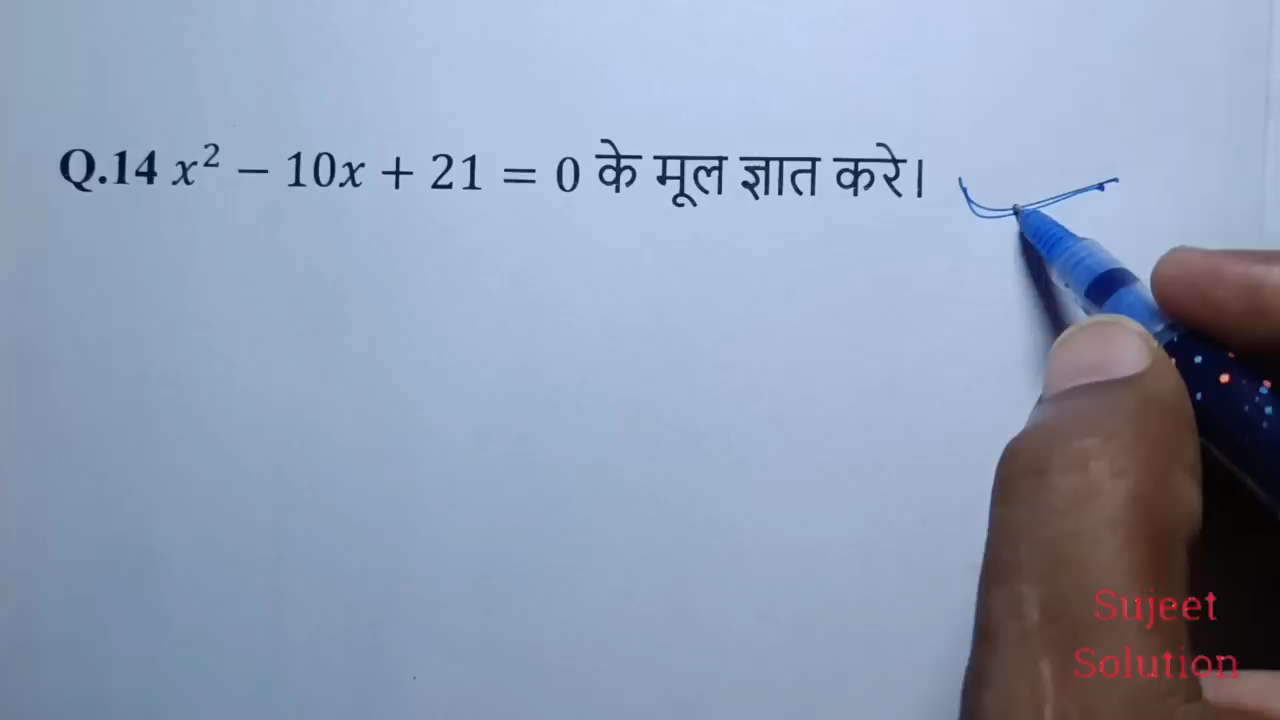 Q.14 x² − 10x + 21 = 0 के मूल ज्ञात करे।
Sujeet
Solution